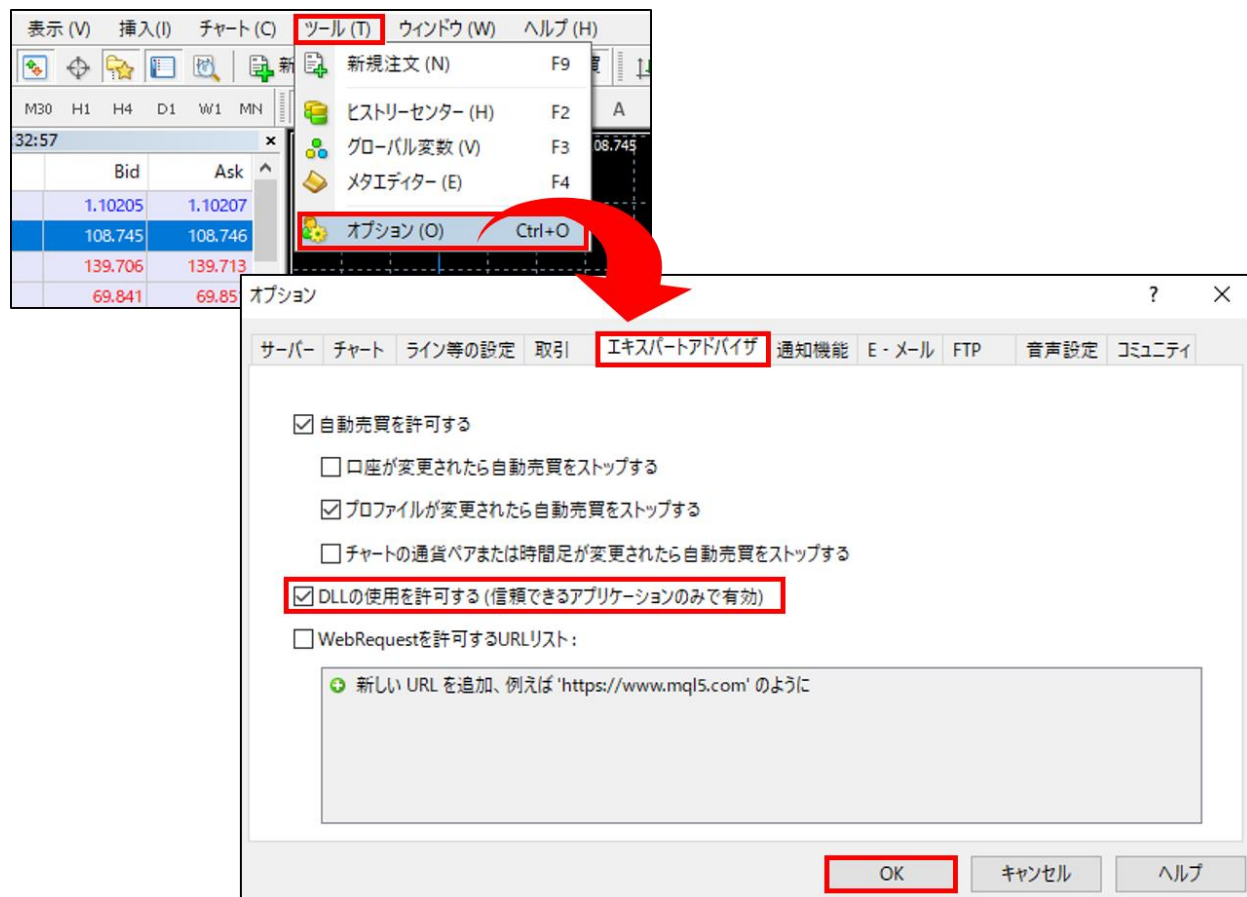 表示 (V) 挿入(I) チャート (C) ツール (T) ウィンドウ (W) ヘルプ (H)
新
新規注文 (N) F9
M30 H1 H4 D1 W1 MN
ヒストリーセンター (H) F2
A
:32:57
グローバル変数 (V) F3
08.745
Bid Ask
メタエディター (E) F4
1.10205 1.10207
108.745 108.746
オプション (O) Ctrl+O
139.706 139.713
69.841 69.85
オプション ?
サーバー チャート ライン等の設定 取引 エキスパートアドバイザ 通知機能 E - メール FTP 音声設定 コミュニティ
自動売買を許可する
口座が変更されたら自動売買をストップする
プロファイルが変更されたら自動売買をストップする
チャートの通貨ペアまたは時間足が変更されたら自動売買をストップする
DLLの使用を許可する (信頼できるアプリケーションのみで有効)
WebRequestを許可するURLリスト :
新しい URL を追加、例えば 'https://www.mql5.com' のように
OK キャンセル ヘルプ